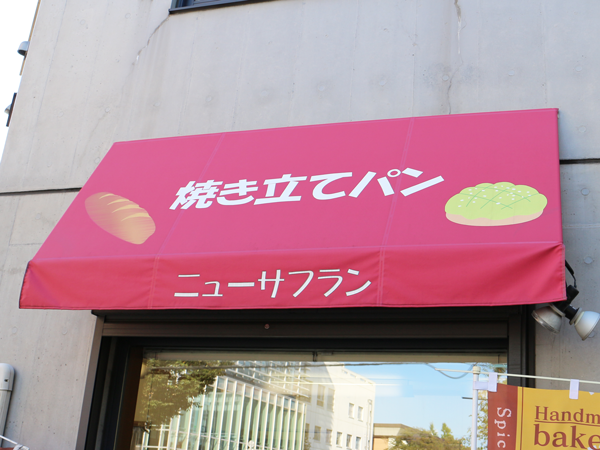 焼き立てパン
ニューサフラン
Spic
Handm
bake